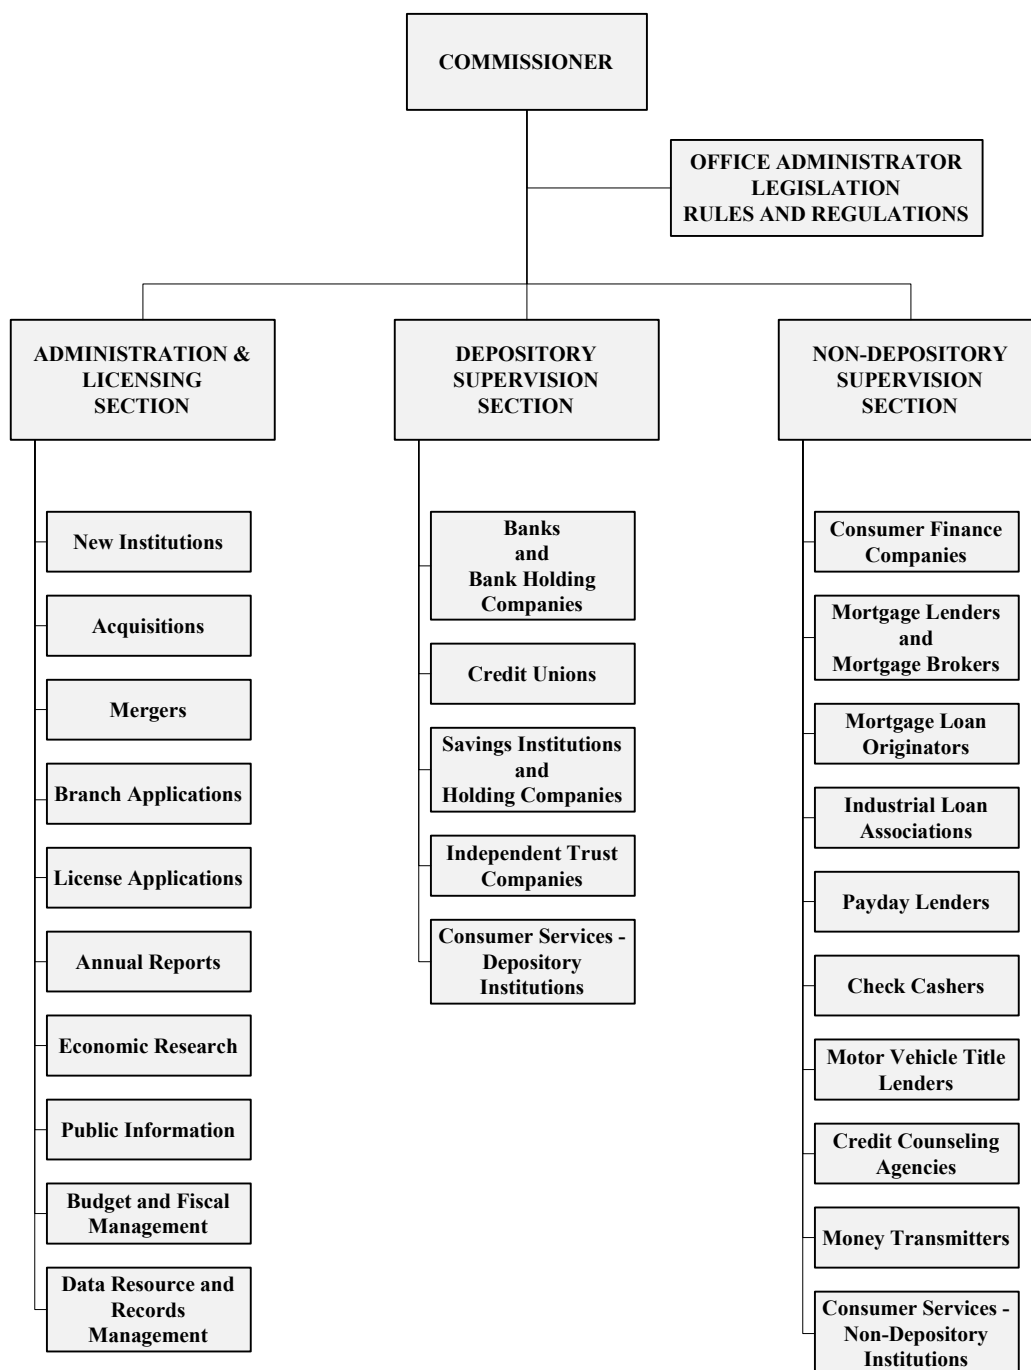 COMMISSIONER
OFFICE ADMINISTRATOR
LEGISLATION
RULES AND REGULATIONS
ADMINISTRATION &
LICENSING
SECTION
New Institutions
Acquisitions
Mergers
Branch Applications
License Applications
Annual Reports
Economic Research
Public Information
Budget and Fiscal
Management
Data Resource and
Records
Management
DEPOSITORY
SUPERVISION
SECTION
Banks
and
Bank Holding
Companies
Credit Unions
Savings Institutions
and
Holding Companies
Independent Trust
Companies
Consumer Services -
Depository
Institutions
NON-DEPOSITORY
SUPERVISION
SECTION
Consumer Finance
Companies
Mortgage Lenders
and
Mortgage Brokers
Mortgage Loan
Originators
Industrial Loan
Associations
Payday Lenders
Check Cashers
Motor Vehicle Title
Lenders
Credit Counseling
Agencies
Money Transmitters
Consumer Services -
Non-Depository
Institutions